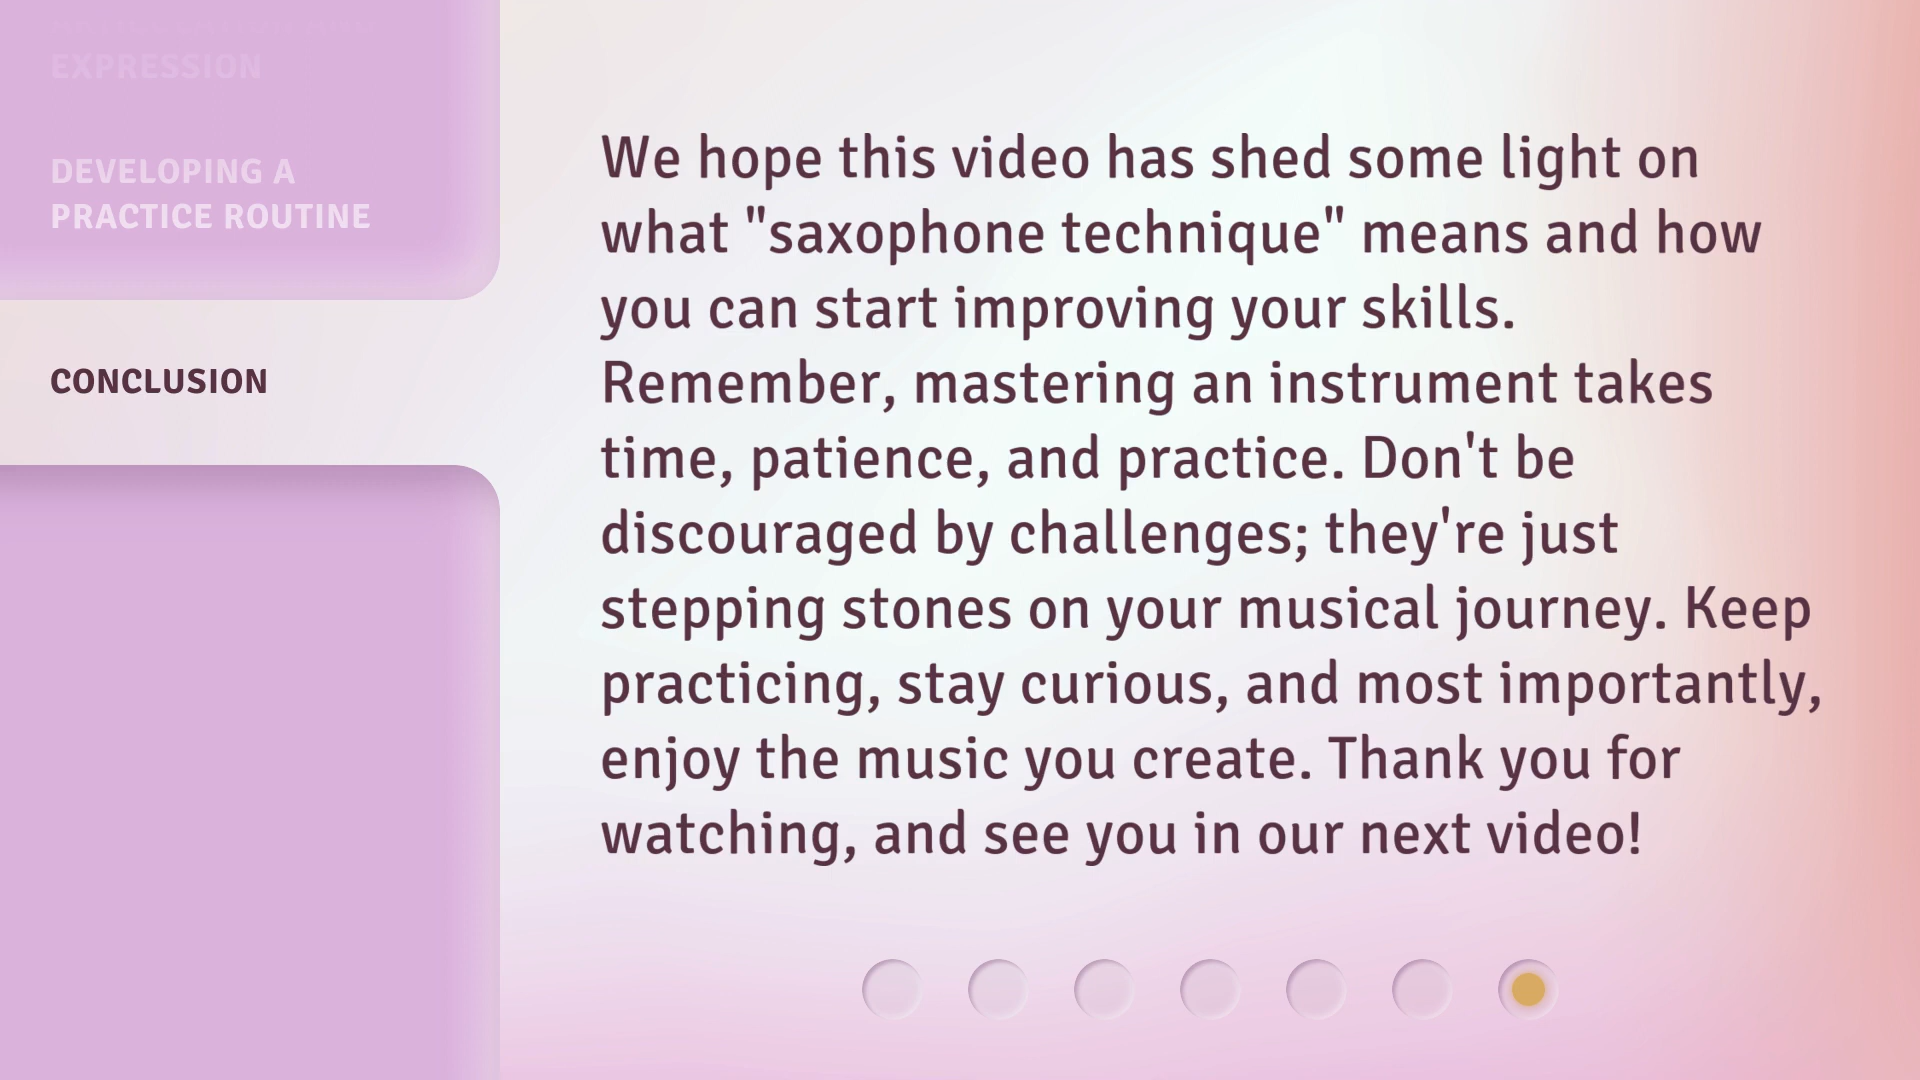 EXPRESSION
DEVELOPING A
PRACTICE ROUTINE
CONCLUSION
We hope this video has shed some light on
what "saxophone technique" means and how
you can start improving your skills.
Remember, mastering an instrument takes
time, patience, and practice. Don't be
discouraged by challenges; they're just
stepping stones on your musical journey. Keep
practicing, stay curious, and most importantly,
enjoy the music you create. Thank you for
watching, and see you in our next video!